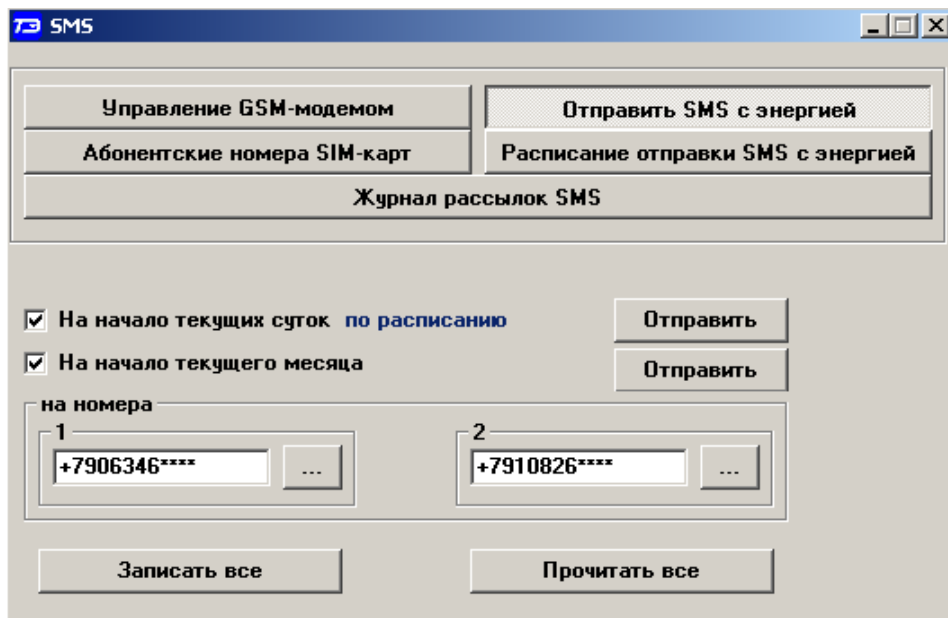 ТЭ SMS
Управление GSM-модемом
Отправить SMS с энергией
Абонентские номера SIM-карт
Расписание отправки SMS с энергией
Журнал рассылок SMS
На начало текущих суток по расписанию
Отправить
На начало текущего месяца
Отправить
на номера
1
2
+7906346****
...
+7910826****
...
Записать все
Прочитать все